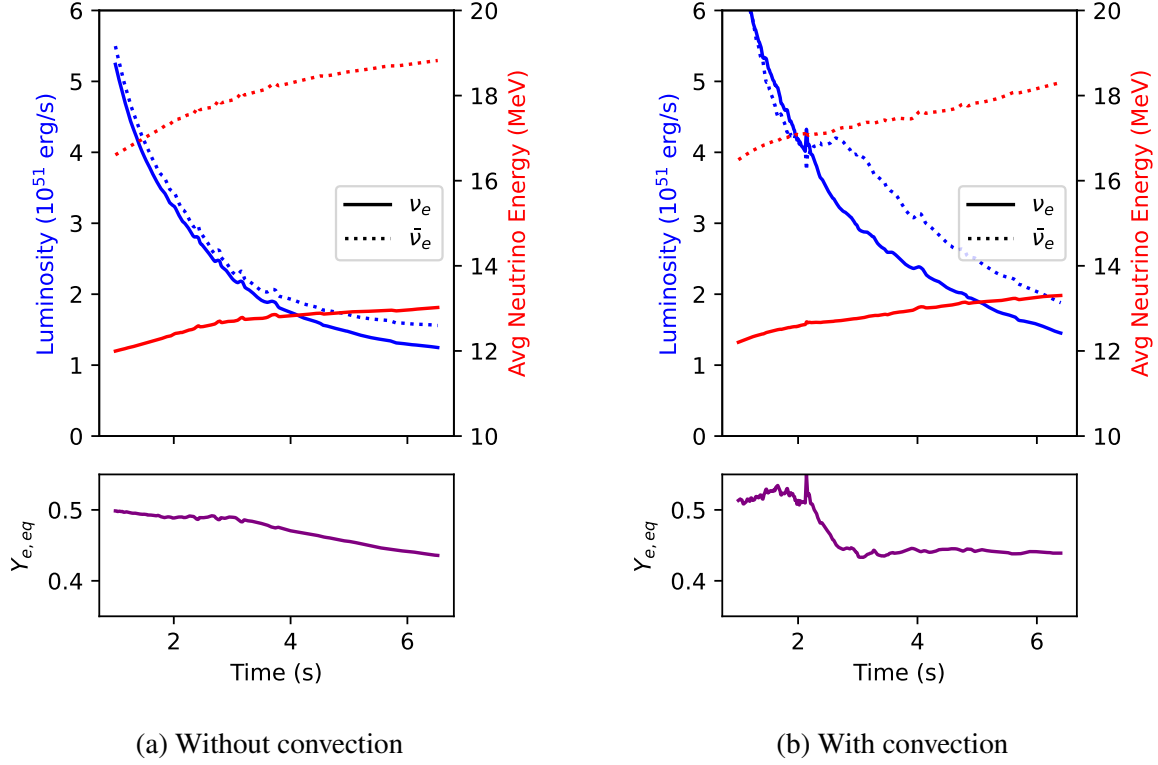 6
5
4
3
2
1
0
Luminosity (10^51 erg/s)
20
18
16
14
12
10
Avg Neutrino Energy (MeV)
ν_e
ν̄_e
0.5
0.4
Y_{e,eq}
2
4
6
Time (s)
(a) Without convection
6
5
4
3
2
1
0
Luminosity (10^51 erg/s)
20
18
16
14
12
10
Avg Neutrino Energy (MeV)
ν_e
ν̄_e
0.5
0.4
Y_{e,eq}
2
4
6
Time (s)
(b) With convection